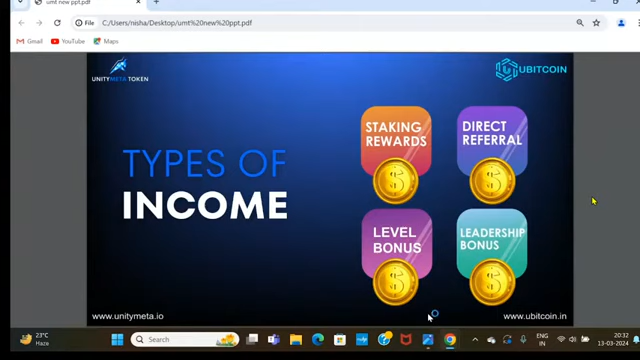 umt new ppt.pdf
File
C:/Users/nisha/Desktop/umt%20new%20ppt.pdf
Gmail
YouTube
Maps
UNITYMETA TOKEN
UBITCOIN
TYPES OF
INCOME
STAKING
REWARDS
DIRECT
REFERRAL
LEVEL
BONUS
LEADERSHIP
BONUS
www.unitymeta.io
www.ubitcoin.in
23°C
Haze
Search
ENG
IN
20:32
13-03-2024